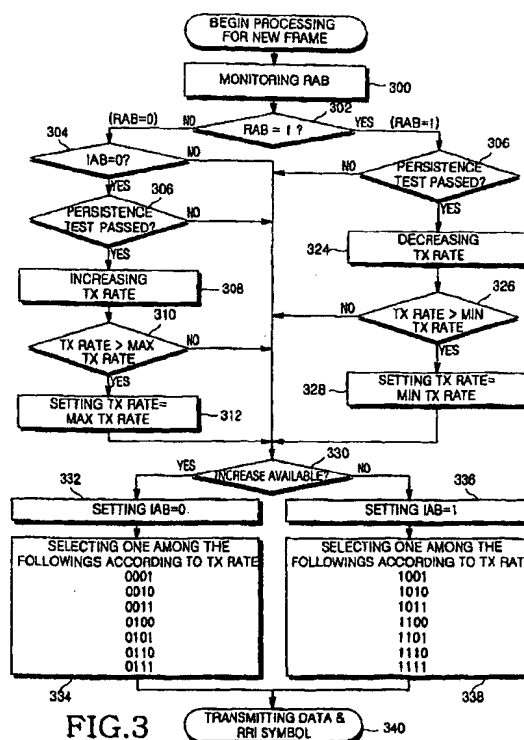 BEGIN PROCESSING
FOR NEW FRAME
MONITORING RAB
300
302
(RAB=0)
NO
RAB = 1 ?
YES
(RAB=1)
304
IAB=0?
NO
YES
306
PERSISTENCE
TEST PASSED?
NO
YES
306
PERSISTENCE
TEST PASSED?
NO
YES
INCREASING
TX RATE
308
324
DECREASING
TX RATE
310
TX RATE > MAX
TX RATE
NO
YES
326
TX RATE > MIN
TX RATE
NO
YES
SETTING TX RATE=
MAX TX RATE
312
328
SETTING TX RATE=
MIN TX RATE
330
YES
INCREASE AVAILABLE?
NO
332
SETTING IAB=0
336
SETTING IAB=1
SELECTING ONE AMONG THE
FOLLOWINGS ACCORDING TO TX RATE
0001
0010
0011
0100
0101
0110
0111
334
SELECTING ONE AMONG THE
FOLLOWINGS ACCORDING TO TX RATE
1001
1010
1011
1100
1101
1110
1111
338
FIG.3
TRANSMITTING DATA &
RRI SYMBOL
340